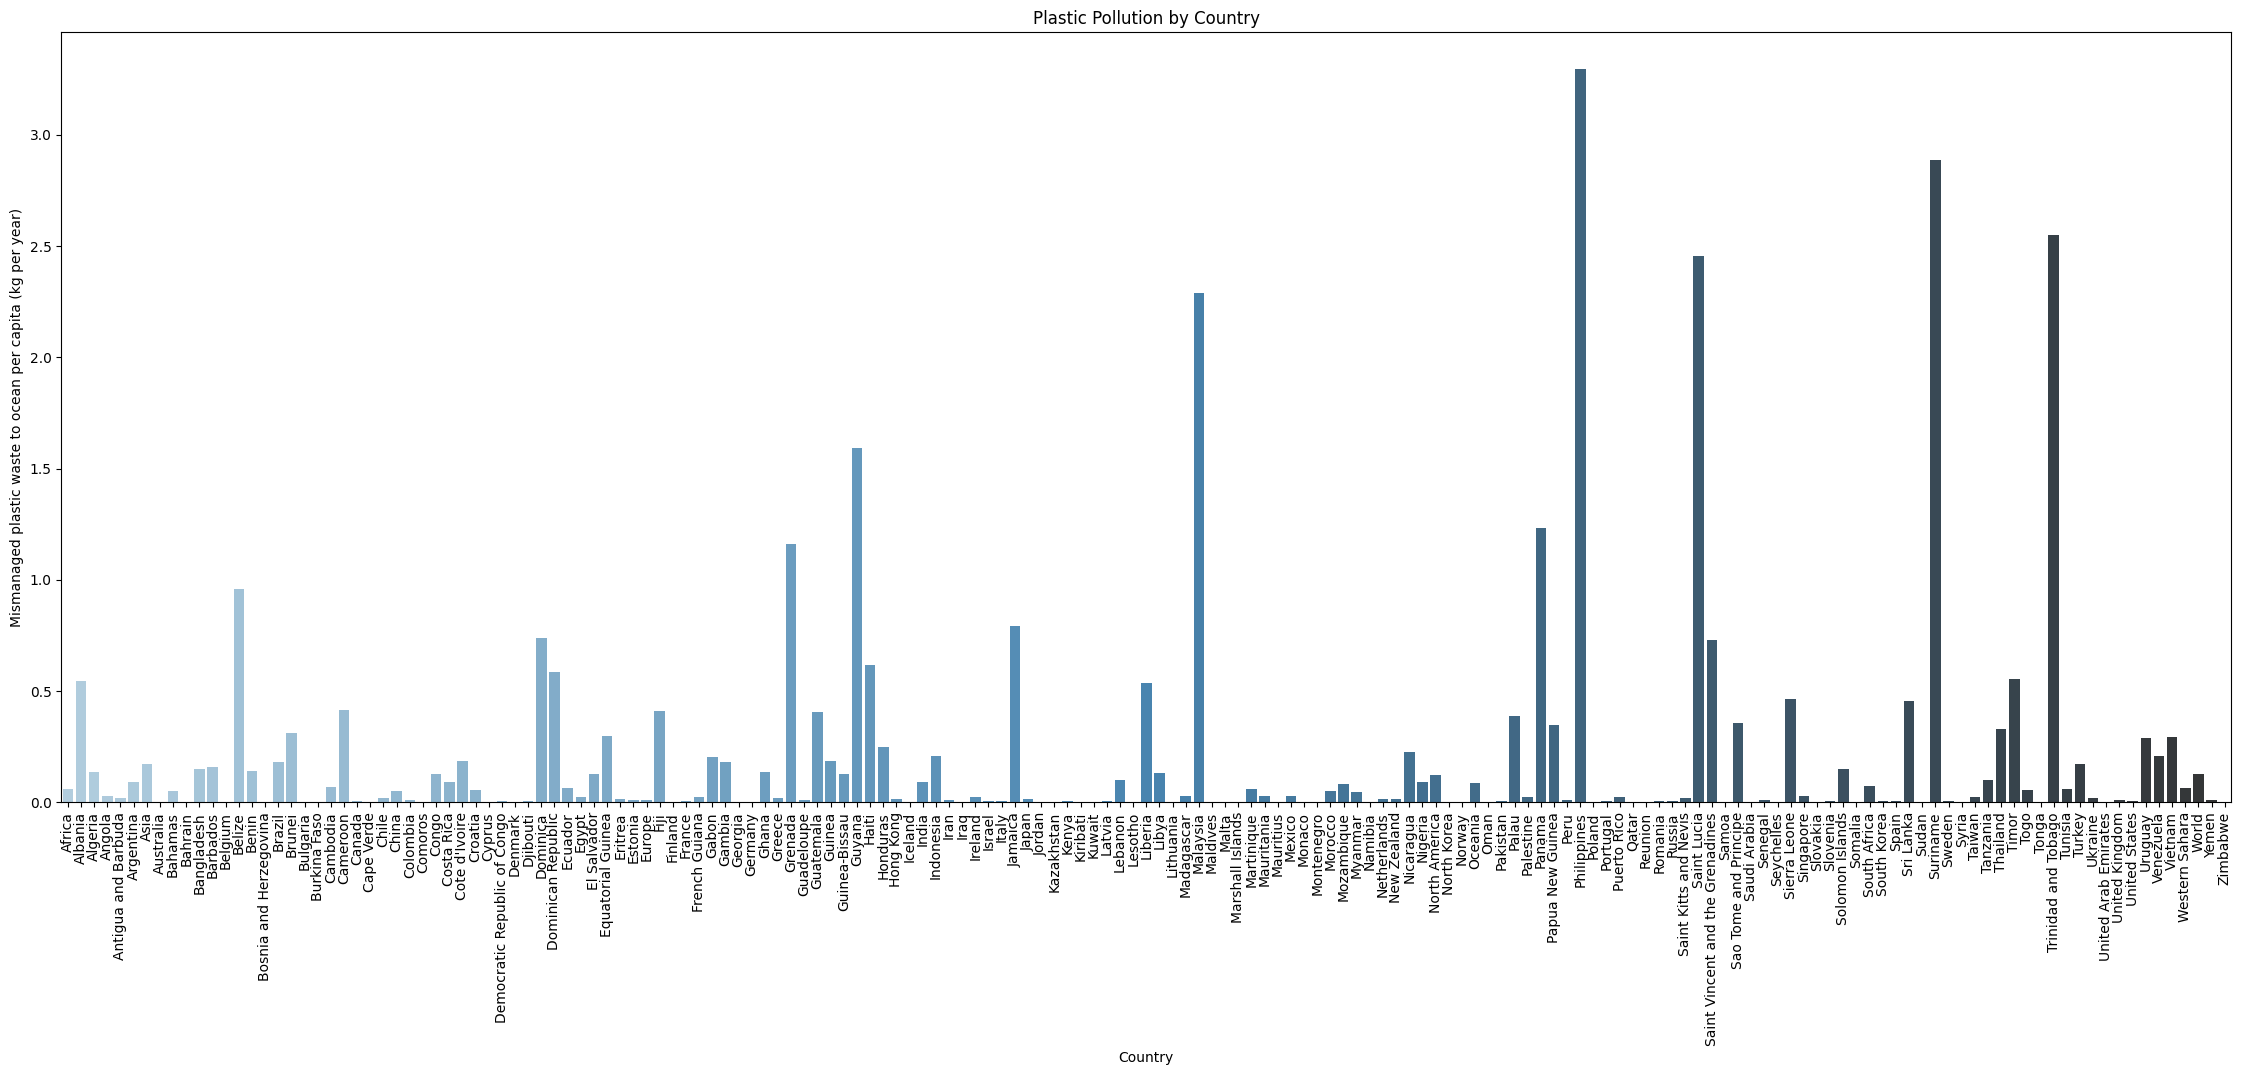 Plastic Pollution by Country
Mismanaged plastic waste to ocean per capita (kg per year)
3.0
2.5
2.0
1.5
1.0
0.5
0.0
Africa
Albania
Algeria
Angola
Antigua and Barbuda
Argentina
Asia
Australia
Bahamas
Bahrain
Bangladesh
Barbados
Belgium
Belize
Benin
Bosnia and Herzegovina
Brazil
Brunei
Bulgaria
Burkina Faso
Cambodia
Cameroon
Canada
Cape Verde
Chile
China
Colombia
Comoros
Congo
Costa Rica
Cote d'Ivoire
Croatia
Cyprus
Democratic Republic of Congo
Denmark
Djibouti
Dominica
Dominican Republic
Ecuador
Egypt
El Salvador
Equatorial Guinea
Eritrea
Estonia
Europe
Fiji
Finland
France
French Guiana
Gabon
Gambia
Georgia
Germany
Ghana
Greece
Grenada
Guadeloupe
Guatemala
Guinea
Guinea-Bissau
Guyana
Haiti
Honduras
Hong Kong
Iceland
India
Indonesia
Iran
Iraq
Ireland
Israel
Italy
Jamaica
Japan
Jordan
Kazakhstan
Kenya
Kiribati
Kuwait
Latvia
Lebanon
Lesotho
Liberia
Libya
Lithuania
Madagascar
Malaysia
Maldives
Malta
Marshall Islands
Martinique
Mauritania
Mauritius
Mexico
Monaco
Montenegro
Morocco
Mozambique
Myanmar
Namibia
Netherlands
New Zealand
Nicaragua
Nigeria
North America
North Korea
Norway
Oceania
Oman
Pakistan
Palau
Palestine
Panama
Papua New Guinea
Peru
Philippines
Poland
Portugal
Puerto Rico
Qatar
Reunion
Romania
Russia
Saint Kitts and Nevis
Saint Lucia
Saint Vincent and the Grenadines
Samoa
Sao Tome and Principe
Saudi Arabia
Senegal
Seychelles
Sierra Leone
Singapore
Slovakia
Slovenia
Solomon Islands
Somalia
South Africa
South Korea
Spain
Sri Lanka
Sudan
Suriname
Sweden
Syria
Taiwan
Tanzania
Thailand
Timor
Togo
Tonga
Trinidad and Tobago
Tunisia
Turkey
Ukraine
United Arab Emirates
United Kingdom
United States
Uruguay
Venezuela
Vietnam
Western Sahara
World
Yemen
Zimbabwe
Country